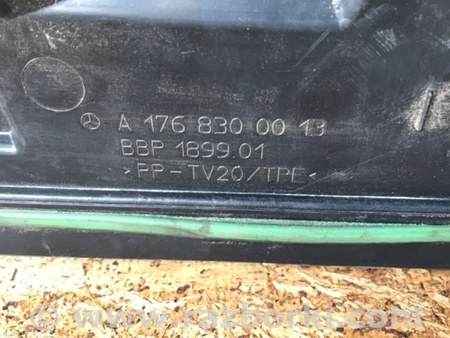 A 176 830 00 13
BBP 1899.01
>PP-TV20/TPE<
© www.razborki.com